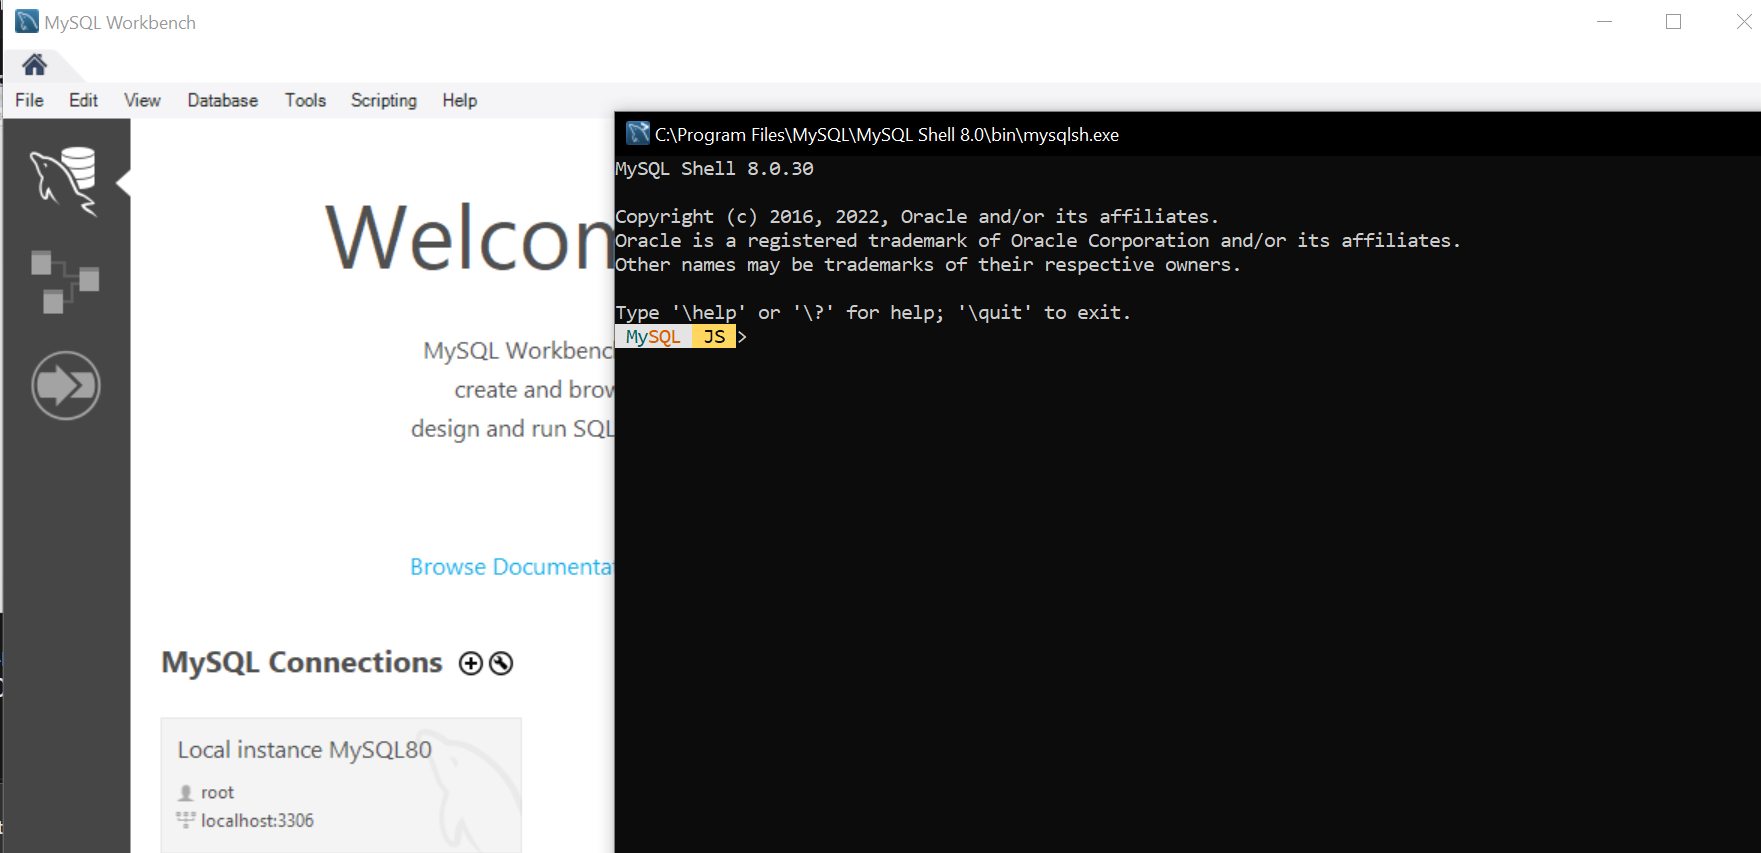 MySQL Workbench
File Edit View Database Tools Scripting Help
C:\Program Files\MySQL\MySQL Shell 8.0\bin\mysqlsh.exe
MySQL Shell 8.0.30
Copyright (c) 2016, 2022, Oracle and/or its affiliates.
Oracle is a registered trademark of Oracle Corporation and/or its affiliates.
Other names may be trademarks of their respective owners.
Type '\help' or '\?' for help; '\quit' to exit.
MySQL JS >
Welcom
MySQL Workbenc
create and brow
design and run SQL
Browse Documenta
MySQL Connections
Local instance MySQL80
root
localhost:3306